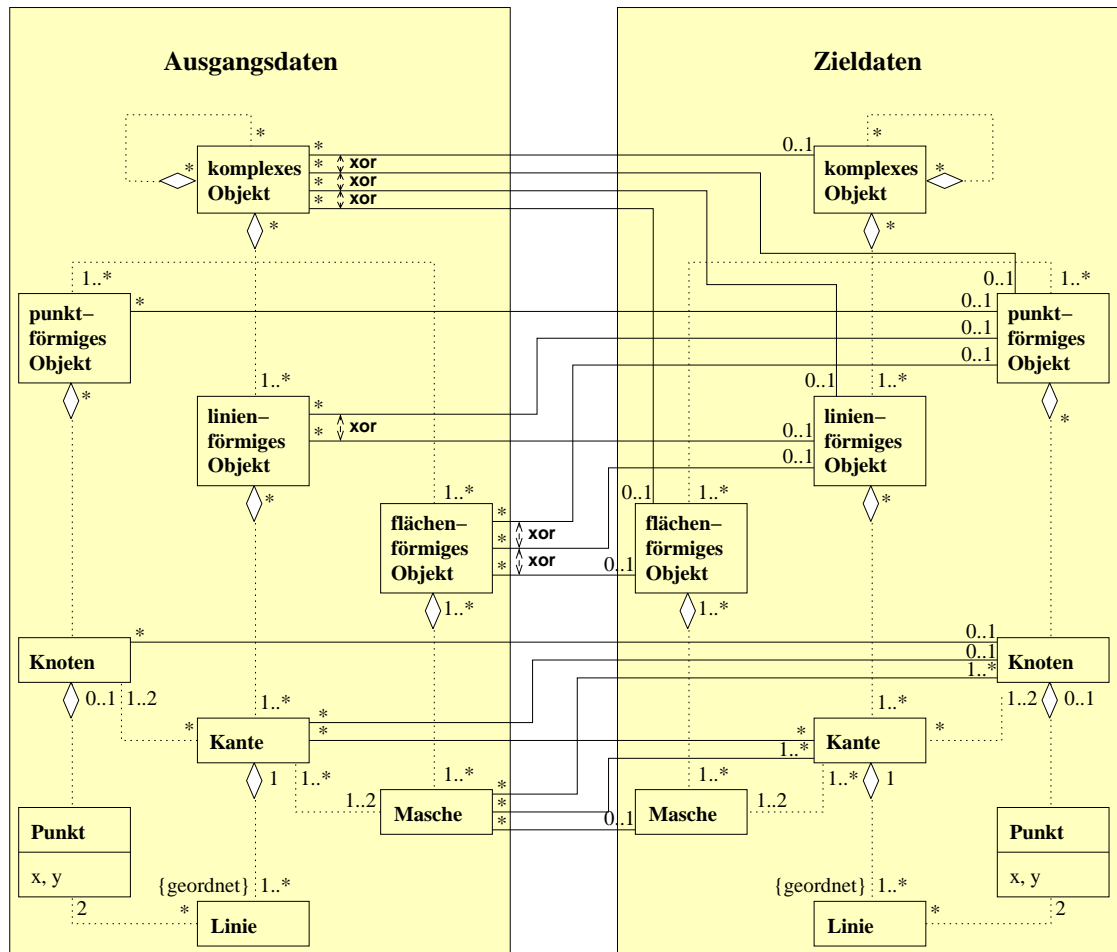 Ausgangsdaten
Zieldaten
*
*
0..1
*
komplexes
Objekt
*
xor
*
xor
*
xor
*
*
komplexes
Objekt
*
*
1..*
0..1
1..*
punkt–
förmiges
Objekt
*
0..1
0..1
0..1
punkt–
förmiges
Objekt
*
*
1..*
0..1
1..*
linien–
förmiges
Objekt
*
xor
*
0..1
0..1
linien–
förmiges
Objekt
*
*
1..*
0..1
1..*
flächen–
förmiges
Objekt
*
xor
*
xor
*
0..1
flächen–
förmiges
Objekt
1..*
1..*
Knoten
*
0..1
0..1
1..*
Knoten
0..1
1..2
1..2
0..1
1..*
1..*
*
Kante
*
*
*
1..*
Kante
*
1
1..*
1..*
1
1..*
1..*
1..2
Masche
*
*
*
0..1
Masche
1..2
Punkt
x, y
Punkt
x, y
{geordnet}
1..*
{geordnet}
1..*
2
*
Linie
Linie
*
2